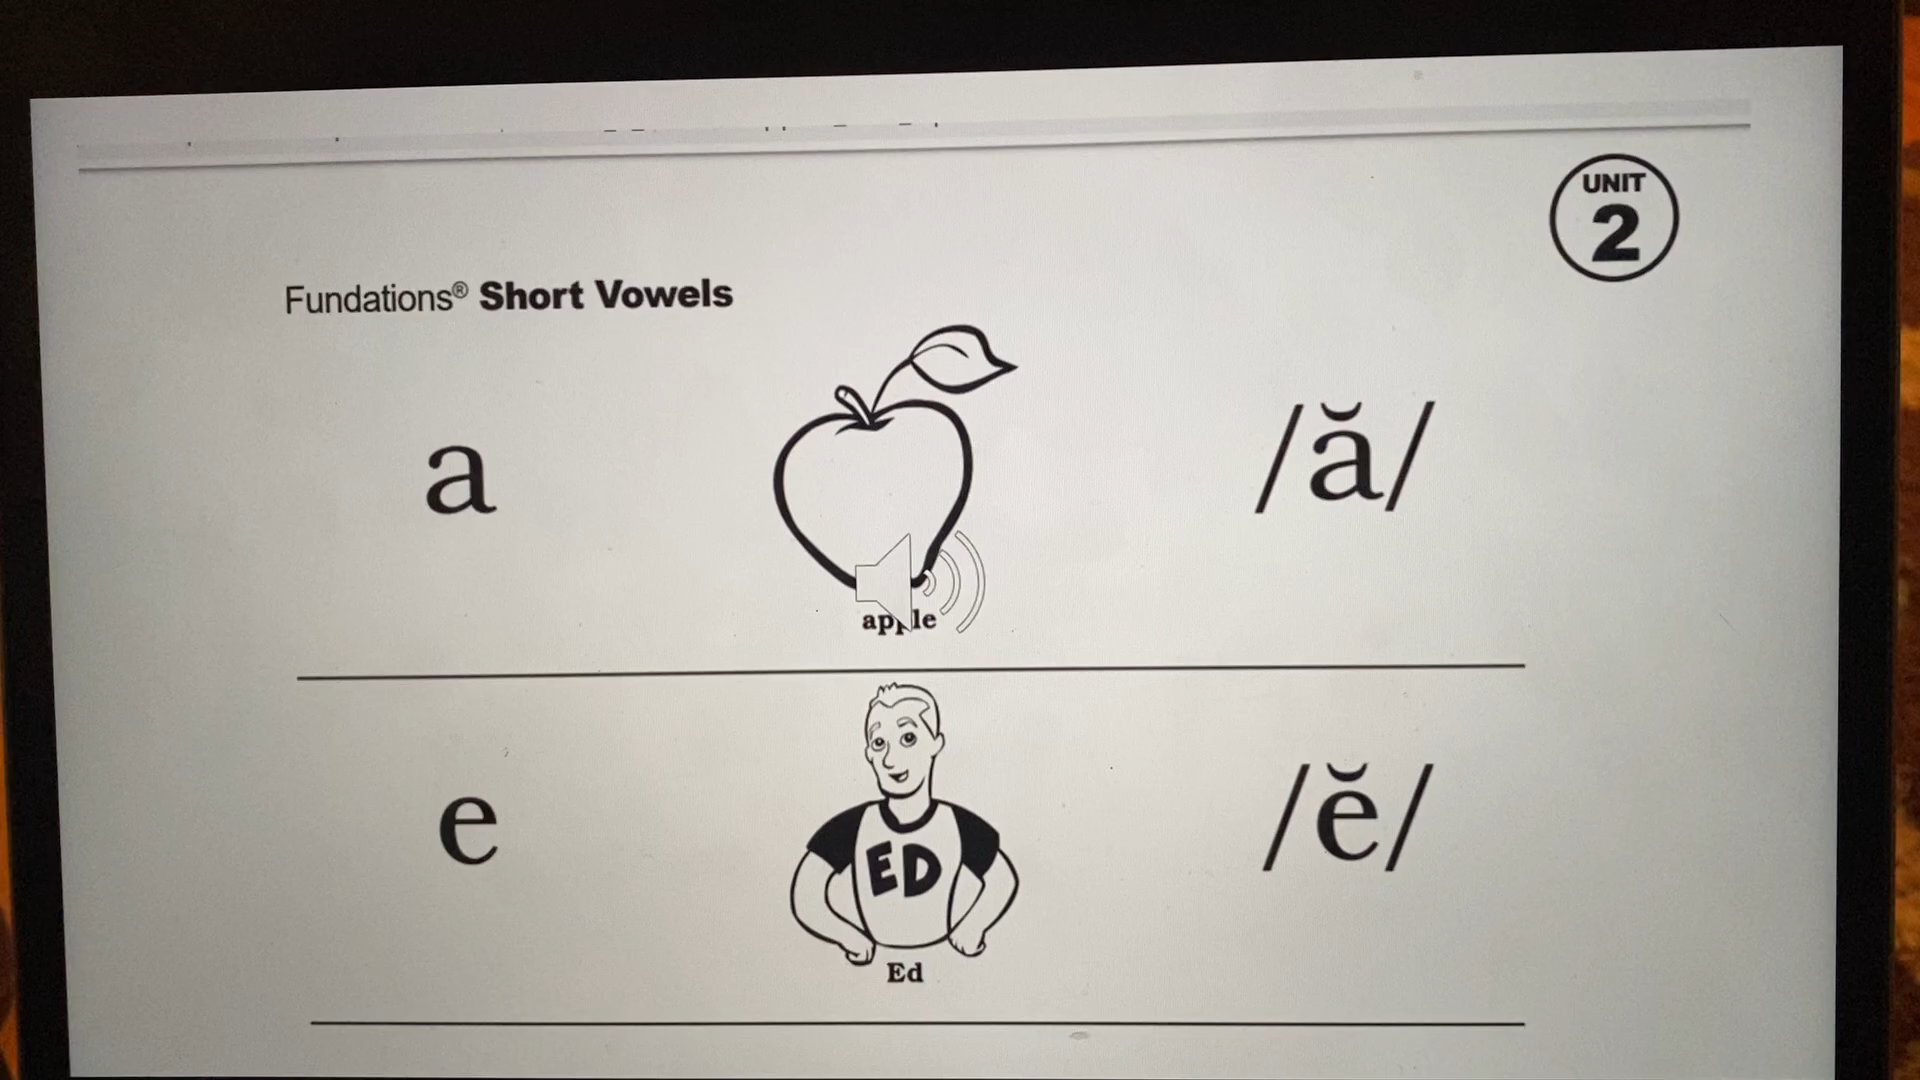 UNIT
2
Fundations® Short Vowels
a /ă/
apple
e /ĕ/
ED
Ed